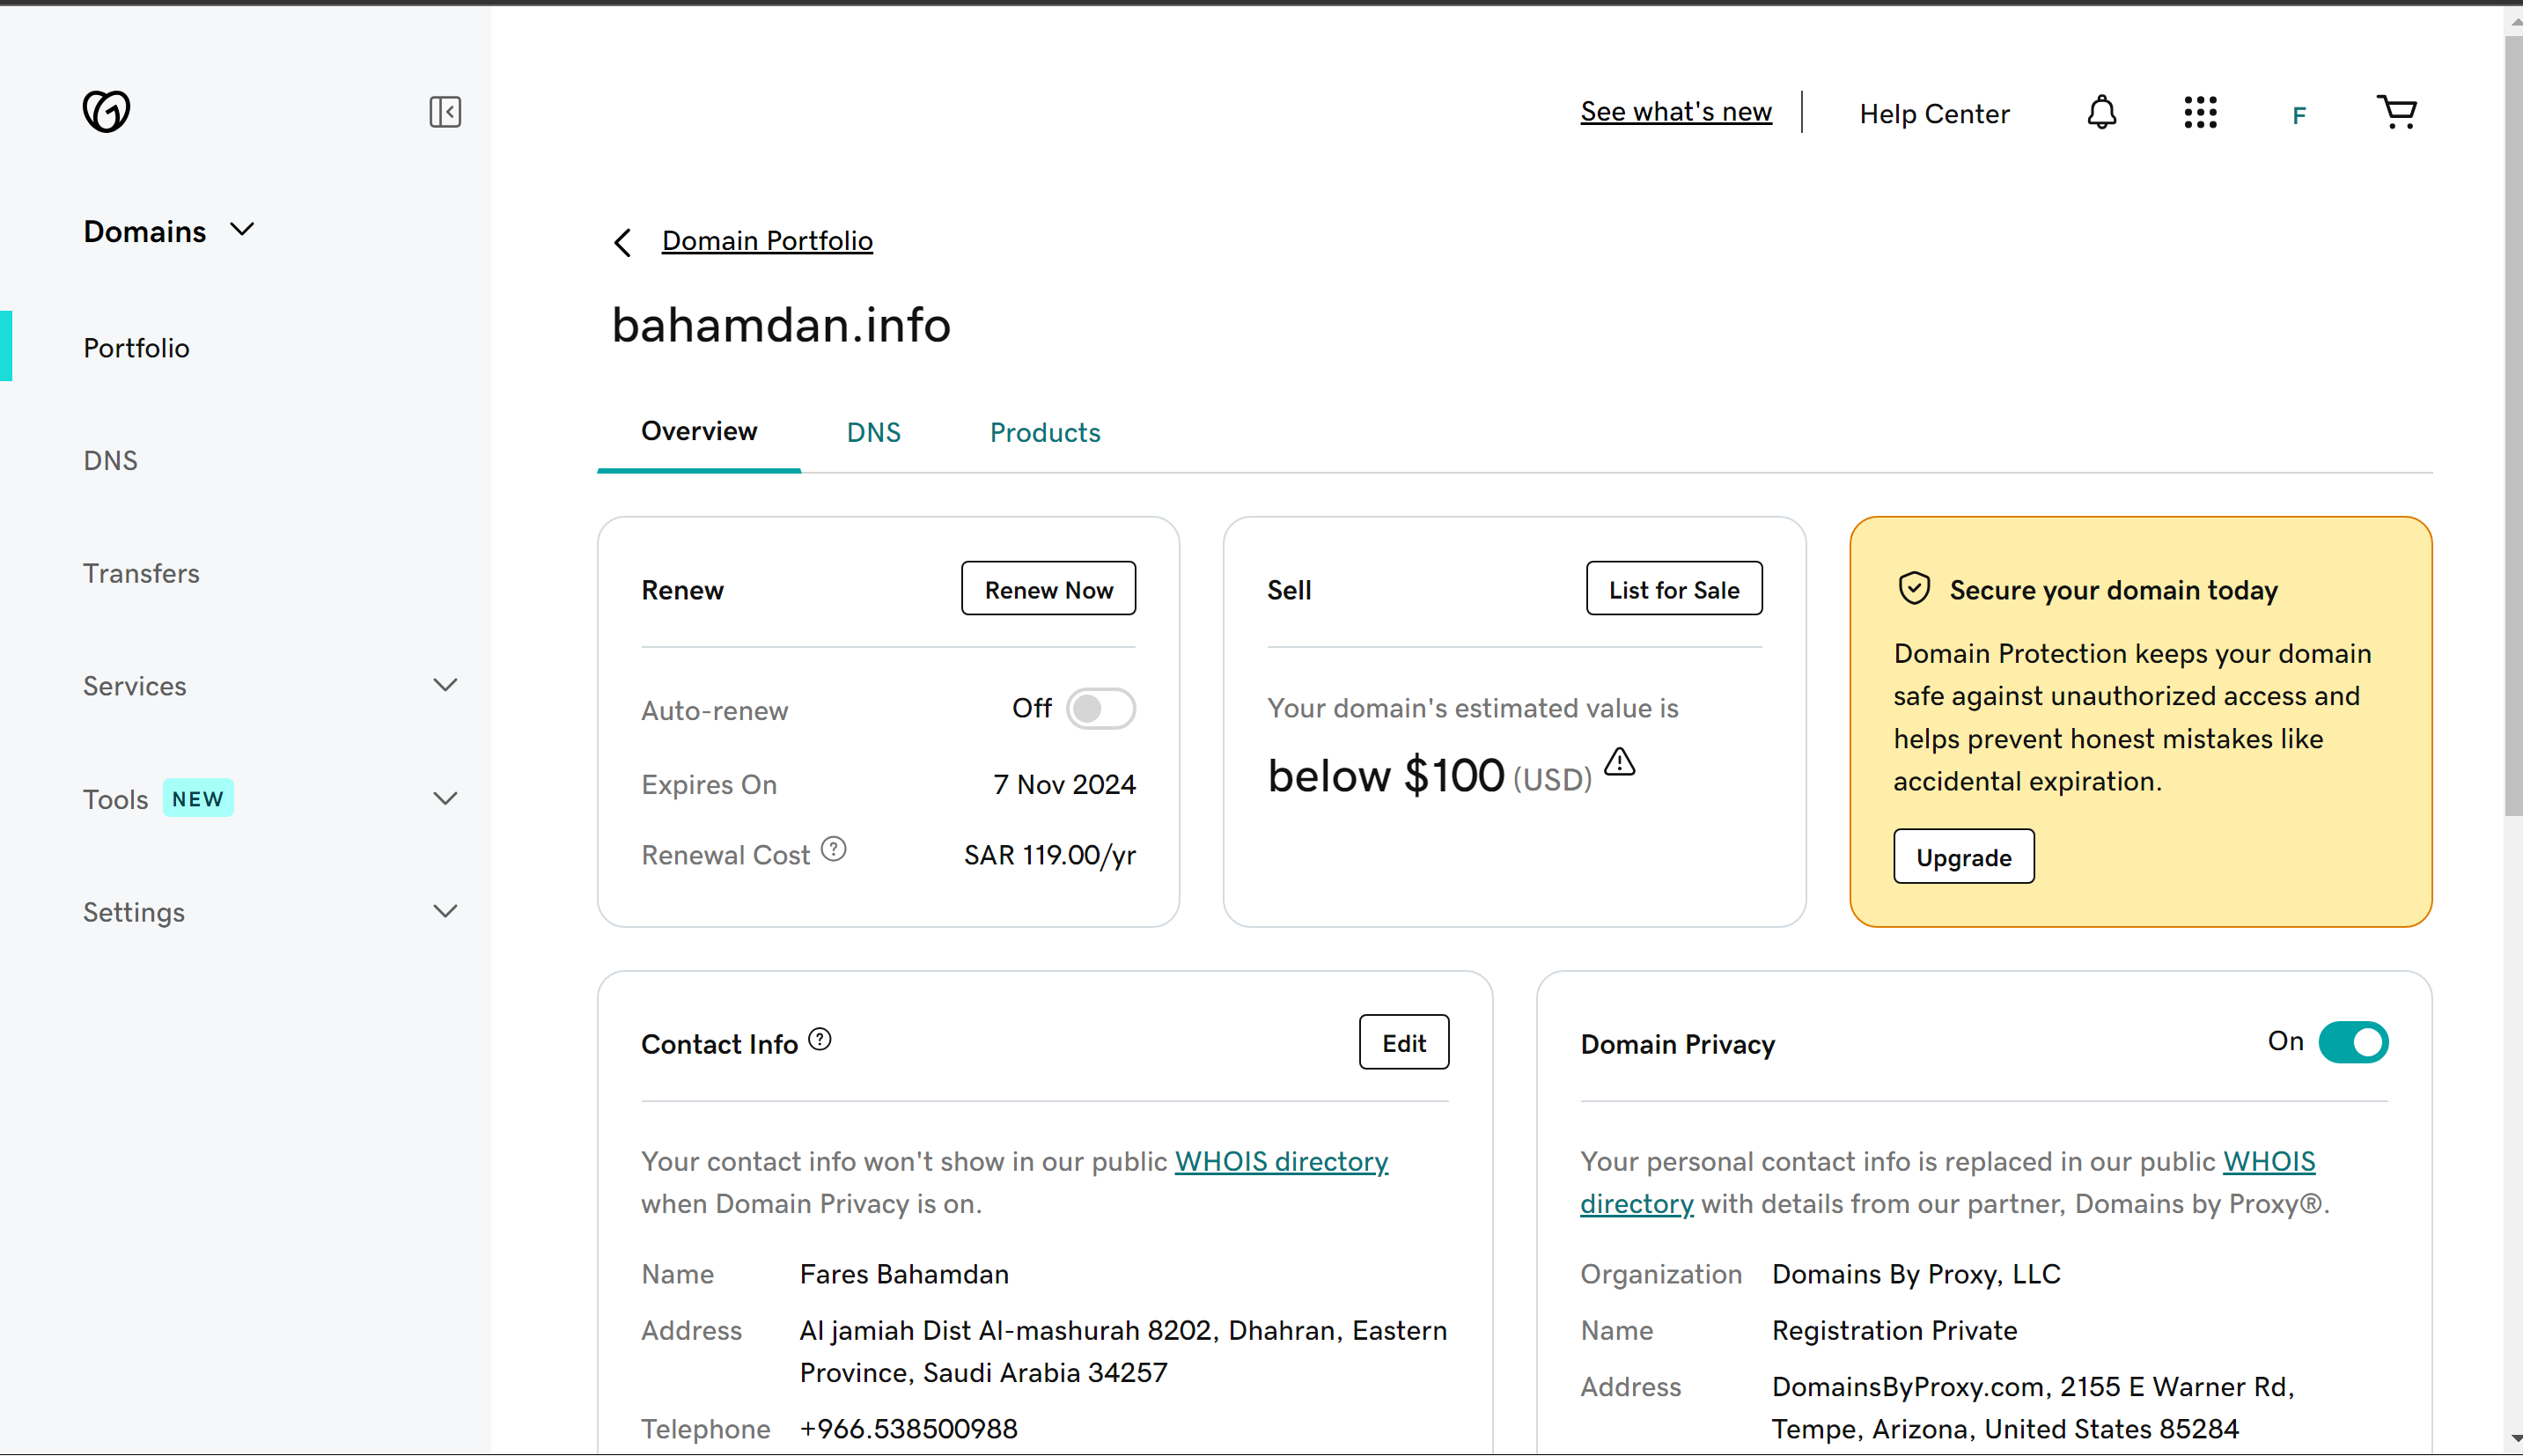 See what's new
Help Center
F
Domains
Portfolio
DNS
Transfers
Services
Tools NEW
Settings
Domain Portfolio
bahamdan.info
Overview DNS Products
Renew
Renew Now
Auto-renew Off
Expires On 7 Nov 2024
Renewal Cost ? SAR 119.00/yr
Sell
List for Sale
Your domain's estimated value is
below $100 (USD)
Secure your domain today
Domain Protection keeps your domain
safe against unauthorized access and
helps prevent honest mistakes like
accidental expiration.
Upgrade
Contact Info ?
Edit
Your contact info won't show in our public WHOIS directory
when Domain Privacy is on.
Name Fares Bahamdan
Address Al jamiah Dist Al-mashurah 8202, Dhahran, Eastern
Province, Saudi Arabia 34257
Telephone +966.538500988
Domain Privacy
On
Your personal contact info is replaced in our public WHOIS
directory with details from our partner, Domains by Proxy®.
Organization Domains By Proxy, LLC
Name Registration Private
Address DomainsByProxy.com, 2155 E Warner Rd,
Tempe, Arizona, United States 85284